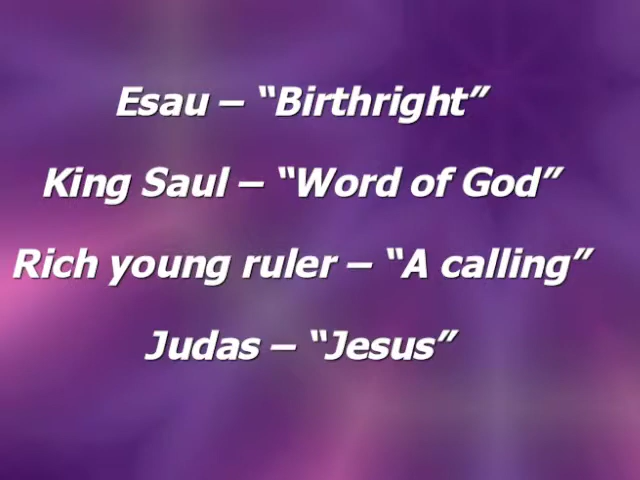 Esau – “Birthright”
King Saul – “Word of God”
Rich young ruler – “A calling”
Judas – “Jesus”